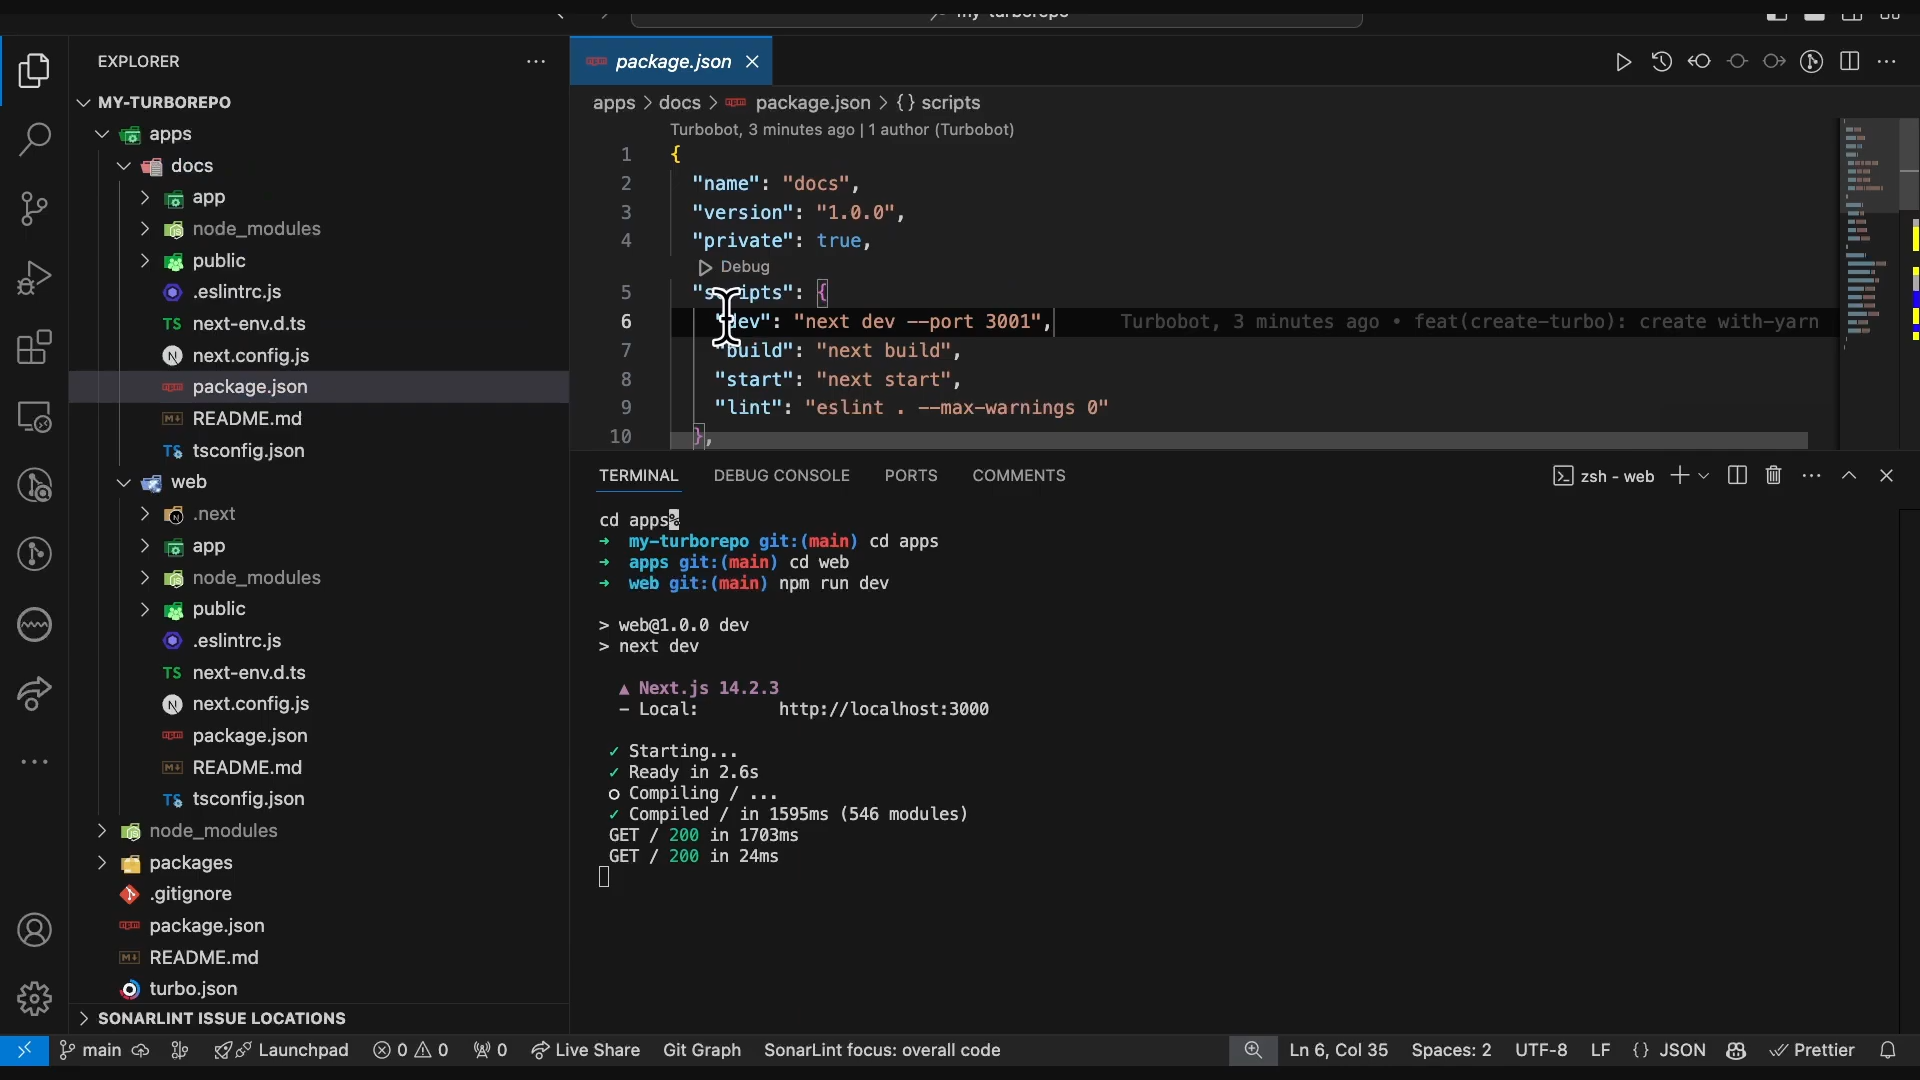 my-turborepo
EXPLORER
MY-TURBOREPO
apps
docs
app
node_modules
public
.eslintrc.js
TS next-env.d.ts
N next.config.js
package.json
README.md
TS tsconfig.json
web
.next
app
node_modules
public
.eslintrc.js
TS next-env.d.ts
N next.config.js
package.json
README.md
TS tsconfig.json
node_modules
packages
.gitignore
package.json
README.md
turbo.json
SONARLINT ISSUE LOCATIONS
package.json
apps > docs > package.json > {} scripts
Turbobot, 3 minutes ago | 1 author (Turbobot)
1 {
2 "name": "docs",
3 "version": "1.0.0",
4 "private": true,
Debug
5 "scripts": {
6 "dev": "next dev --port 3001", Turbobot, 3 minutes ago • feat(create-turbo): create with-yarn
7 "build": "next build",
8 "start": "next start",
9 "lint": "eslint . --max-warnings 0"
10 },
TERMINAL DEBUG CONSOLE PORTS COMMENTS zsh - web
cd apps%
➜ my-turborepo git:(main) cd apps
➜ apps git:(main) cd web
➜ web git:(main) npm run dev
> web@1.0.0 dev
> next dev
▲ Next.js 14.2.3
- Local: http://localhost:3000
✓ Starting...
✓ Ready in 2.6s
○ Compiling / ...
✓ Compiled / in 1595ms (546 modules)
GET / 200 in 1703ms
GET / 200 in 24ms
main Launchpad 0 0 0 Live Share Git Graph SonarLint focus: overall code Ln 6, Col 35 Spaces: 2 UTF-8 LF {} JSON Prettier